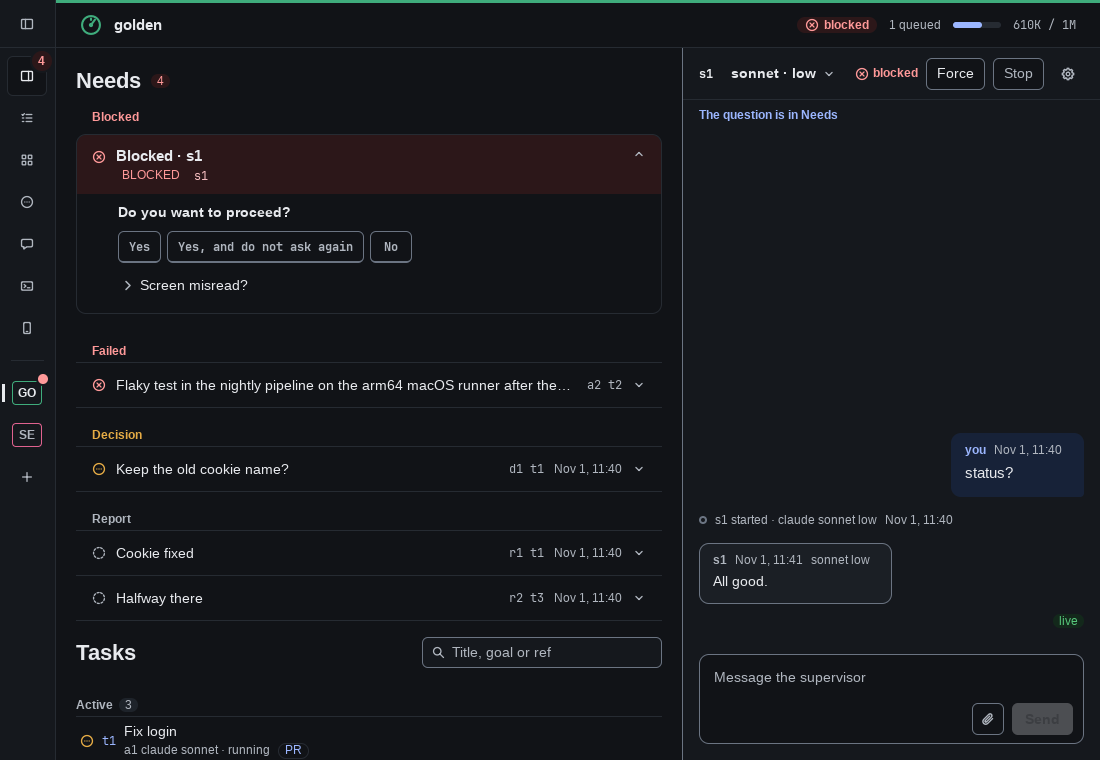 golden
blocked
1 queued
610K / 1M
4
GO
SE
Needs 4
Blocked
Blocked · s1
BLOCKED s1
Do you want to proceed?
Yes
Yes, and do not ask again
No
Screen misread?
Failed
Flaky test in the nightly pipeline on the arm64 macOS runner after the… a2 t2
Decision
Keep the old cookie name? d1 t1 Nov 1, 11:40
Report
Cookie fixed r1 t1 Nov 1, 11:40
Halfway there r2 t3 Nov 1, 11:40
Tasks
Title, goal or ref
Active 3
t1 Fix login
a1 claude sonnet · running PR
s1 sonnet · low blocked Force Stop
The question is in Needs
you Nov 1, 11:40
status?
s1 started · claude sonnet low Nov 1, 11:40
s1 Nov 1, 11:41 sonnet low
All good.
live
Message the supervisor
Send